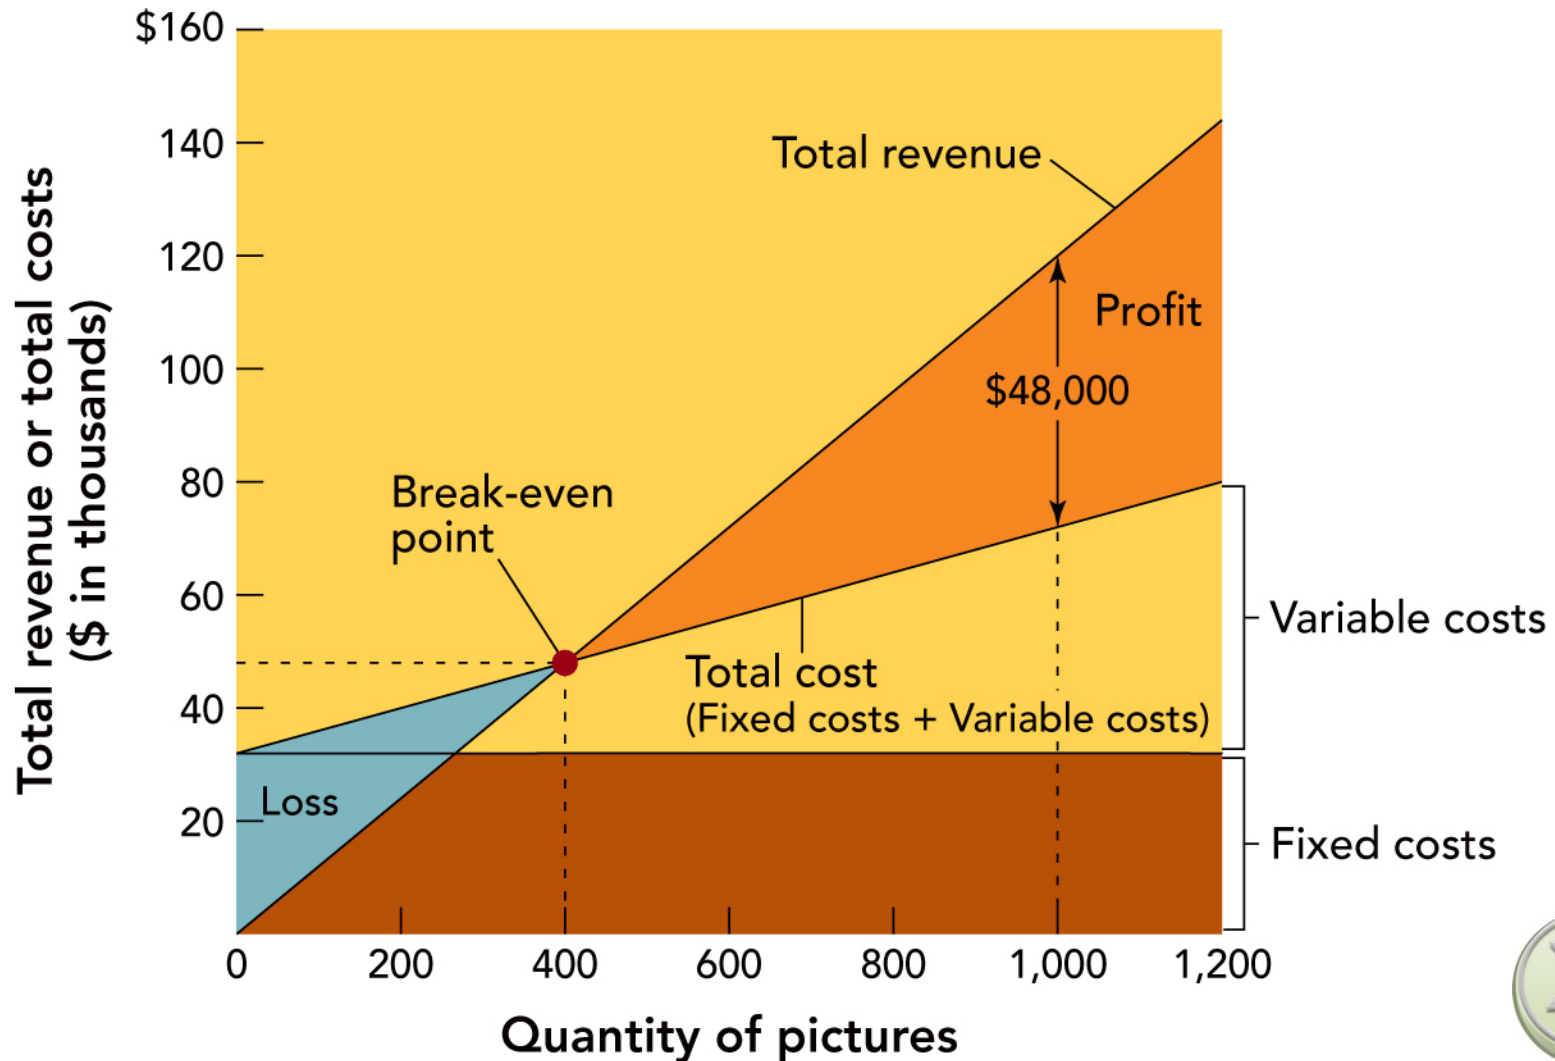 Total revenue or total costs
($ in thousands)
$160
140
120
100
80
60
40
20
Total revenue
Profit
$48,000
Break-even
point
Total cost
(Fixed costs + Variable costs)
Loss
Variable costs
Fixed costs
0 200 400 600 800 1,000 1,200
Quantity of pictures